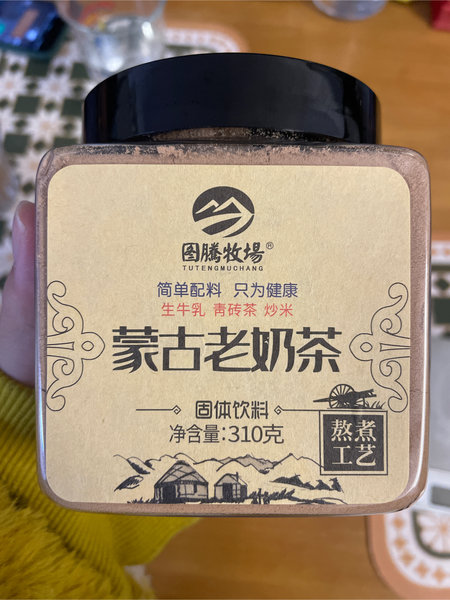 图腾牧場®
TUTENGMUCHANG
简单配料 只为健康
生牛乳 青砖茶 炒米
蒙古老奶茶
固体饮料
净含量:310克
熬煮
工艺